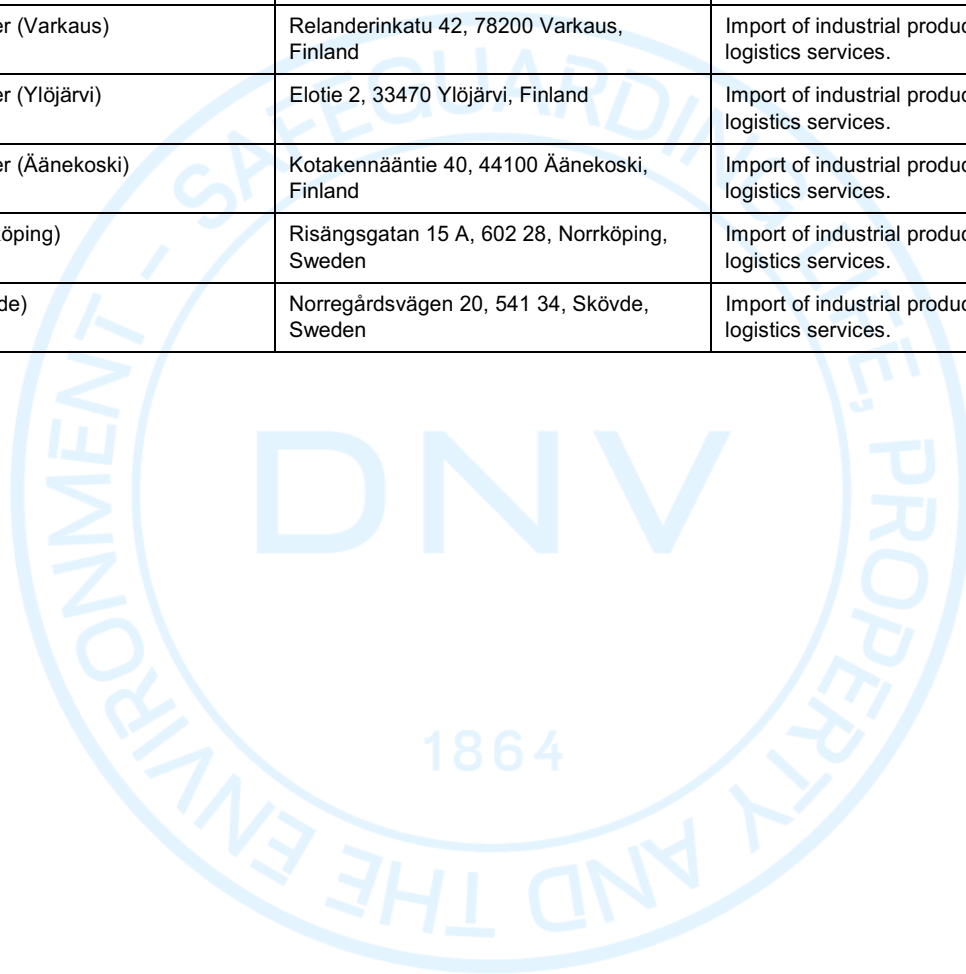 er (Varkaus) Relanderinkatu 42, 78200 Varkaus, Import of industrial produc
Finland logistics services.
er (Ylöjärvi) Elotie 2, 33470 Ylöjärvi, Finland Import of industrial produc
logistics services.
er (Äänekoski) Kotakennääntie 40, 44100 Äänekoski, Import of industrial produc
Finland logistics services.
öping) Risängsgatan 15 A, 602 28, Norrköping, Import of industrial produc
Sweden logistics services.
de) Norregårdsvägen 20, 541 34, Skövde, Import of industrial produc
Sweden logistics services.
SAFEGUARDING LIFE, PROPERTY AND THE ENVIRONMENT -
DNV
1864